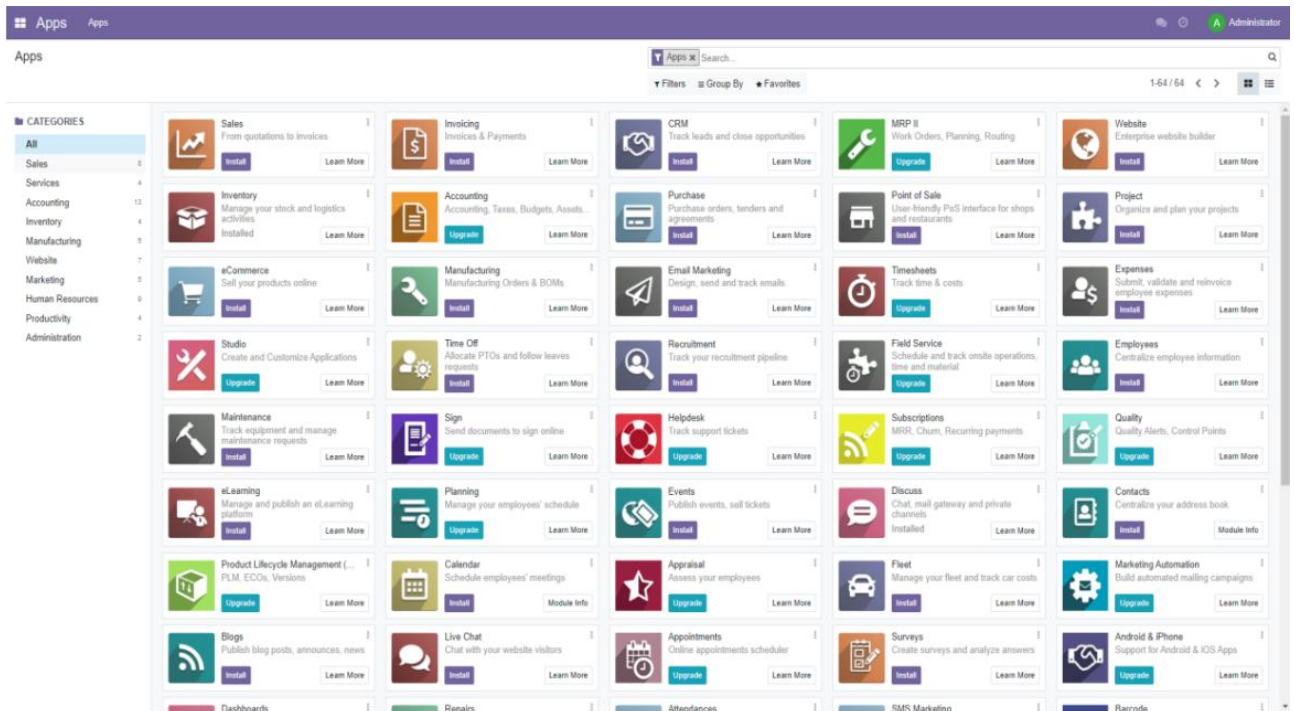 Apps Apps
A Administrator
Apps
Apps × Search...
Filters Group By Favorites
1-64 / 64
CATEGORIES
All
Sales 8
Services 4
Accounting 13
Inventory 4
Manufacturing 5
Website 7
Marketing 5
Human Resources 9
Productivity 4
Administration 2
Sales
From quotations to invoices
Install Learn More
Invoicing
Invoices & Payments
Install Learn More
CRM
Track leads and close opportunities
Install Learn More
MRP II
Work Orders, Planning, Routing
Upgrade Learn More
Website
Enterprise website builder
Install Learn More
Inventory
Manage your stock and logistics
activities
Installed Learn More
Accounting
Accounting, Taxes, Budgets, Assets...
Upgrade Learn More
Purchase
Purchase orders, tenders and
agreements
Install Learn More
Point of Sale
User-friendly PoS interface for shops
and restaurants
Install Learn More
Project
Organize and plan your projects
Install Learn More
eCommerce
Sell your products online
Install Learn More
Manufacturing
Manufacturing Orders & BOMs
Install Learn More
Email Marketing
Design, send and track emails
Install Learn More
Timesheets
Track time & costs
Upgrade Learn More
Expenses
Submit, validate and reinvoice
employee expenses
Install Learn More
Studio
Create and Customize Applications
Upgrade Learn More
Time Off
Allocate PTOs and follow leaves
requests
Install Learn More
Recruitment
Track your recruitment pipeline
Install Learn More
Field Service
Schedule and track onsite operations,
time and material
Upgrade Learn More
Employees
Centralize employee information
Install Learn More
Maintenance
Track equipment and manage
maintenance requests
Install Learn More
Sign
Send documents to sign online
Upgrade Learn More
Helpdesk
Track support tickets
Upgrade Learn More
Subscriptions
MRR, Churn, Recurring payments
Upgrade Learn More
Quality
Quality Alerts, Control Points
Upgrade Learn More
eLearning
Manage and publish an eLearning
platform
Install Learn More
Planning
Manage your employees' schedule
Upgrade Learn More
Events
Publish events, sell tickets
Install Learn More
Discuss
Chat, mail gateway and private
channels
Installed Learn More
Contacts
Centralize your address book
Install Module Info
Product Lifecycle Management (...
PLM, ECOs, Versions
Upgrade Learn More
Calendar
Schedule employees' meetings
Install Module Info
Appraisal
Assess your employees
Upgrade Learn More
Fleet
Manage your fleet and track car costs
Install Learn More
Marketing Automation
Build automated mailing campaigns
Upgrade Learn More
Blogs
Publish blog posts, announces, news
Install Learn More
Live Chat
Chat with your website visitors
Install Learn More
Appointments
Online appointments scheduler
Upgrade Learn More
Surveys
Create surveys and analyze answers
Install Learn More
Android & iPhone
Support for Android & iOS Apps
Upgrade Learn More
Dashboards
Repairs
Attendances
SMS Marketing
Barcode